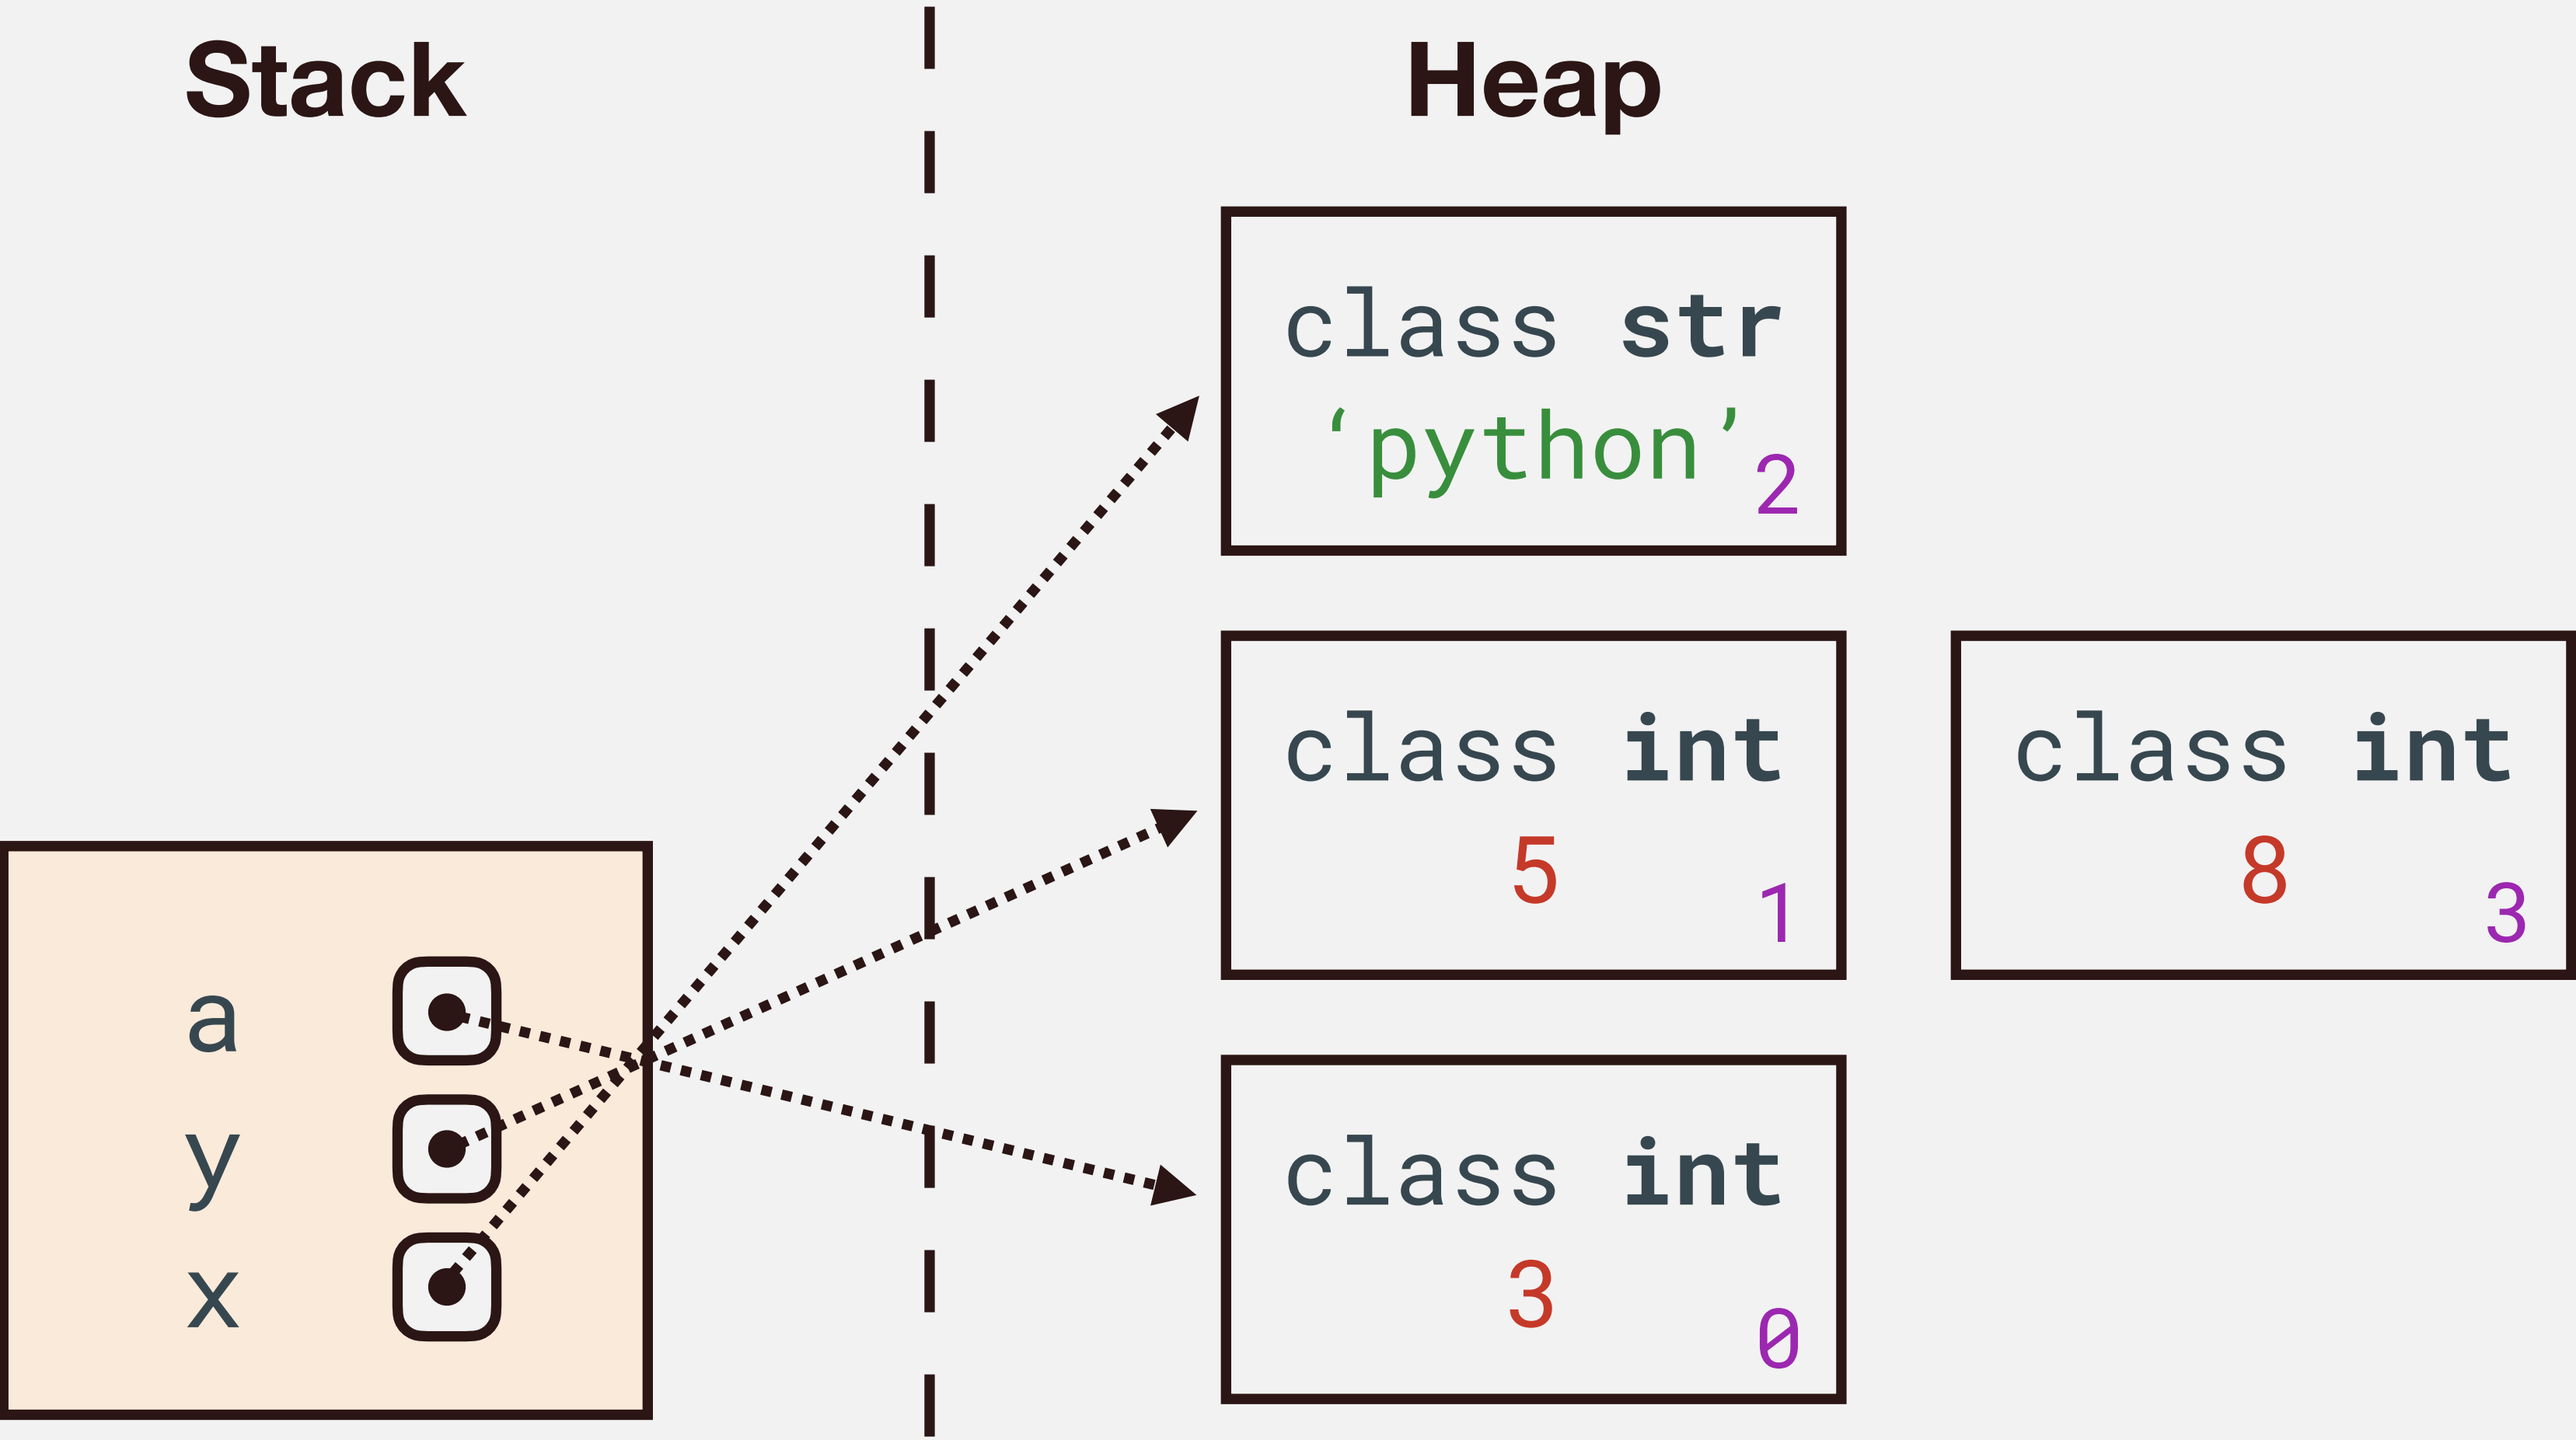 Stack
Heap
class str
‘python’
2
class int
5
1
class int
8
3
a
y
x
class int
3
0